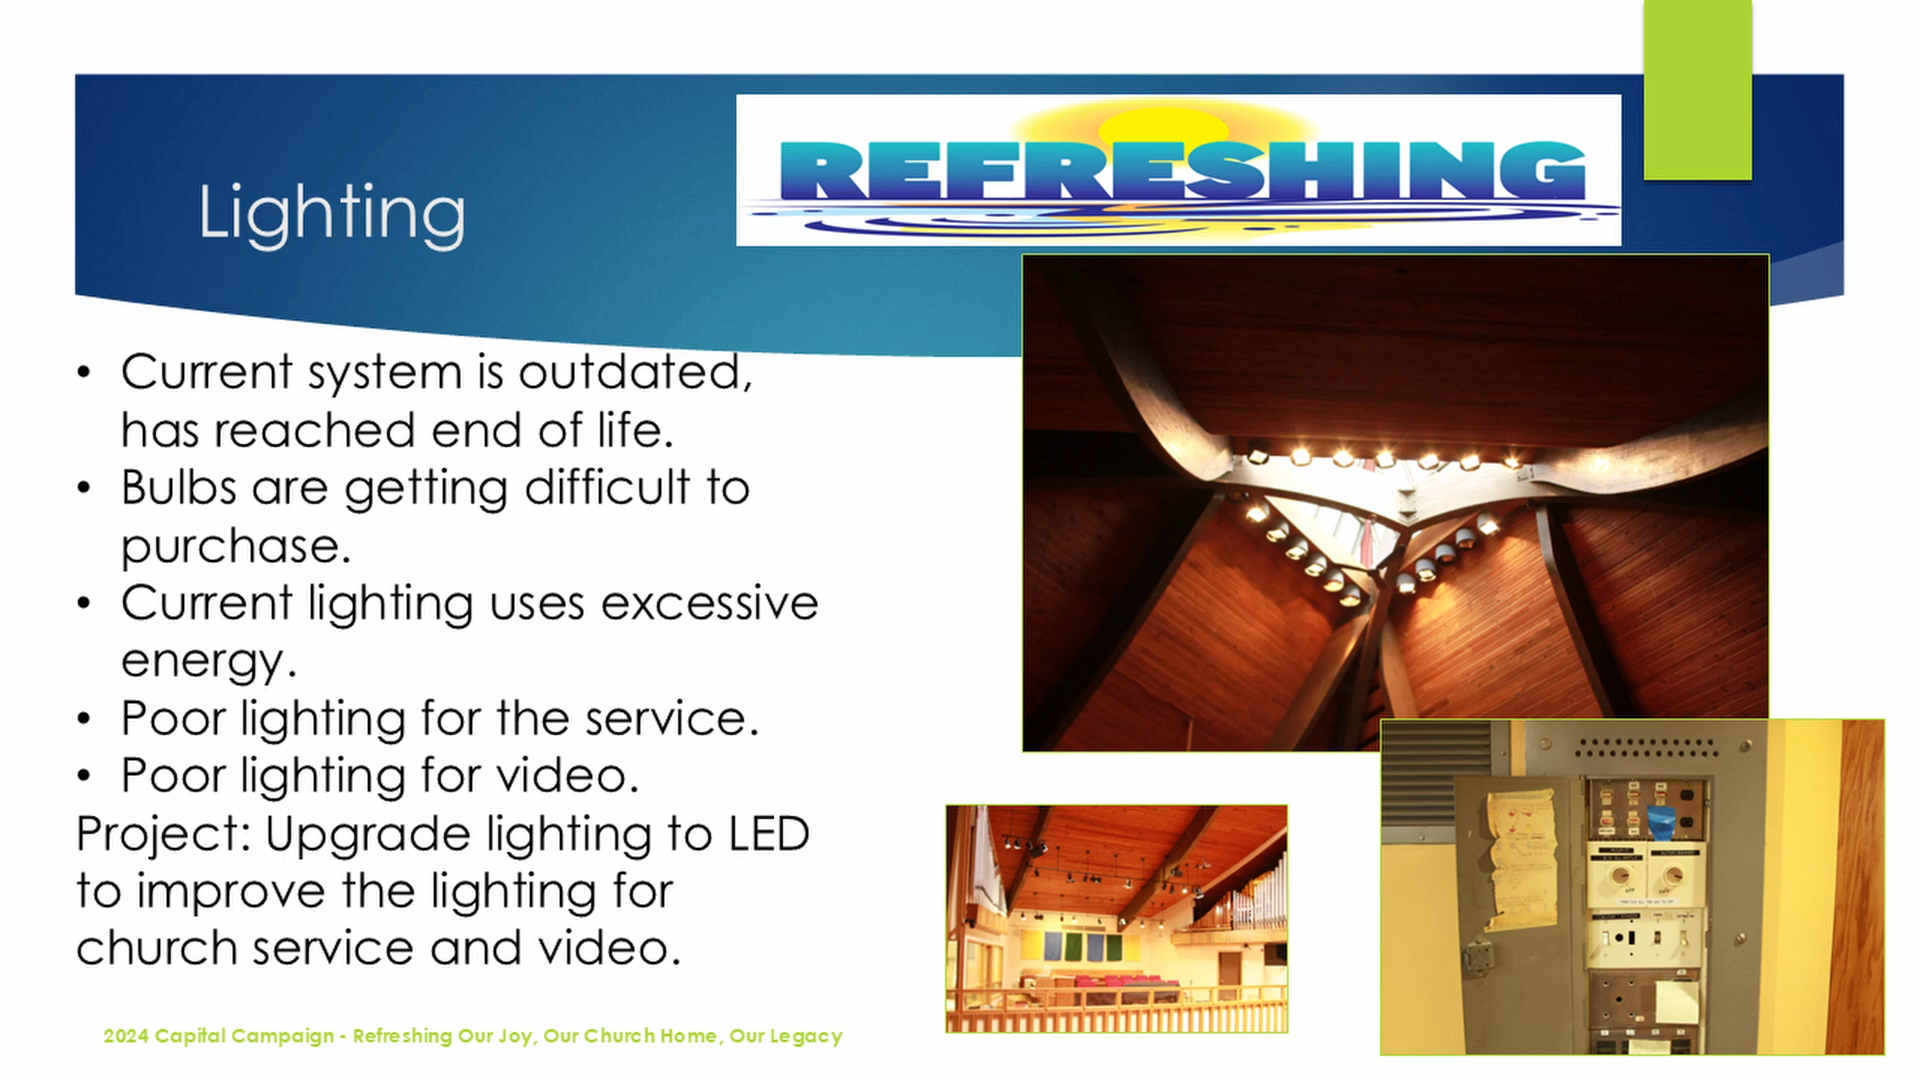 REFRESHING
Lighting
• Current system is outdated,
has reached end of life.
• Bulbs are getting difficult to
purchase.
• Current lighting uses excessive
energy.
• Poor lighting for the service.
• Poor lighting for video.
Project: Upgrade lighting to LED
to improve the lighting for
church service and video.
2024 Capital Campaign - Refreshing Our Joy, Our Church Home, Our Legacy